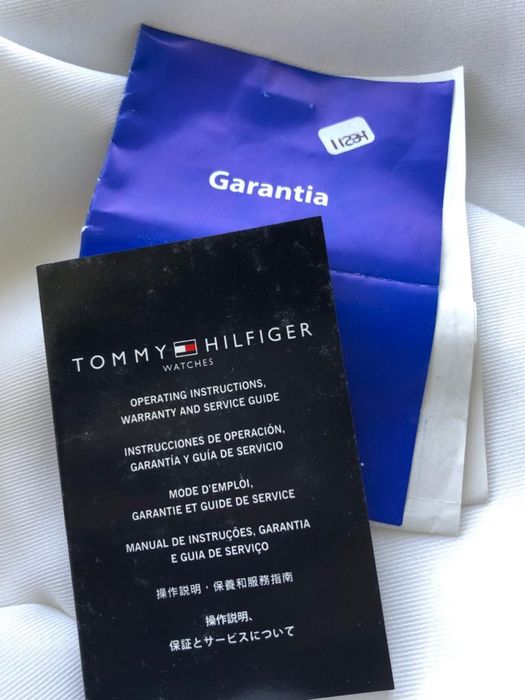 Garantia
TOMMY HILFIGER
WATCHES
OPERATING INSTRUCTIONS,
WARRANTY AND SERVICE GUIDE
INSTRUCCIONES DE OPERACIÓN,
GARANTÍA Y GUÍA DE SERVICIO
MODE D'EMPLOI,
GARANTIE ET GUIDE DE SERVICE
MANUAL DE INSTRUÇÕES, GARANTIA
E GUIA DE SERVIÇO
操作説明・保養和服務指南
操作説明、
保証とサービスについて